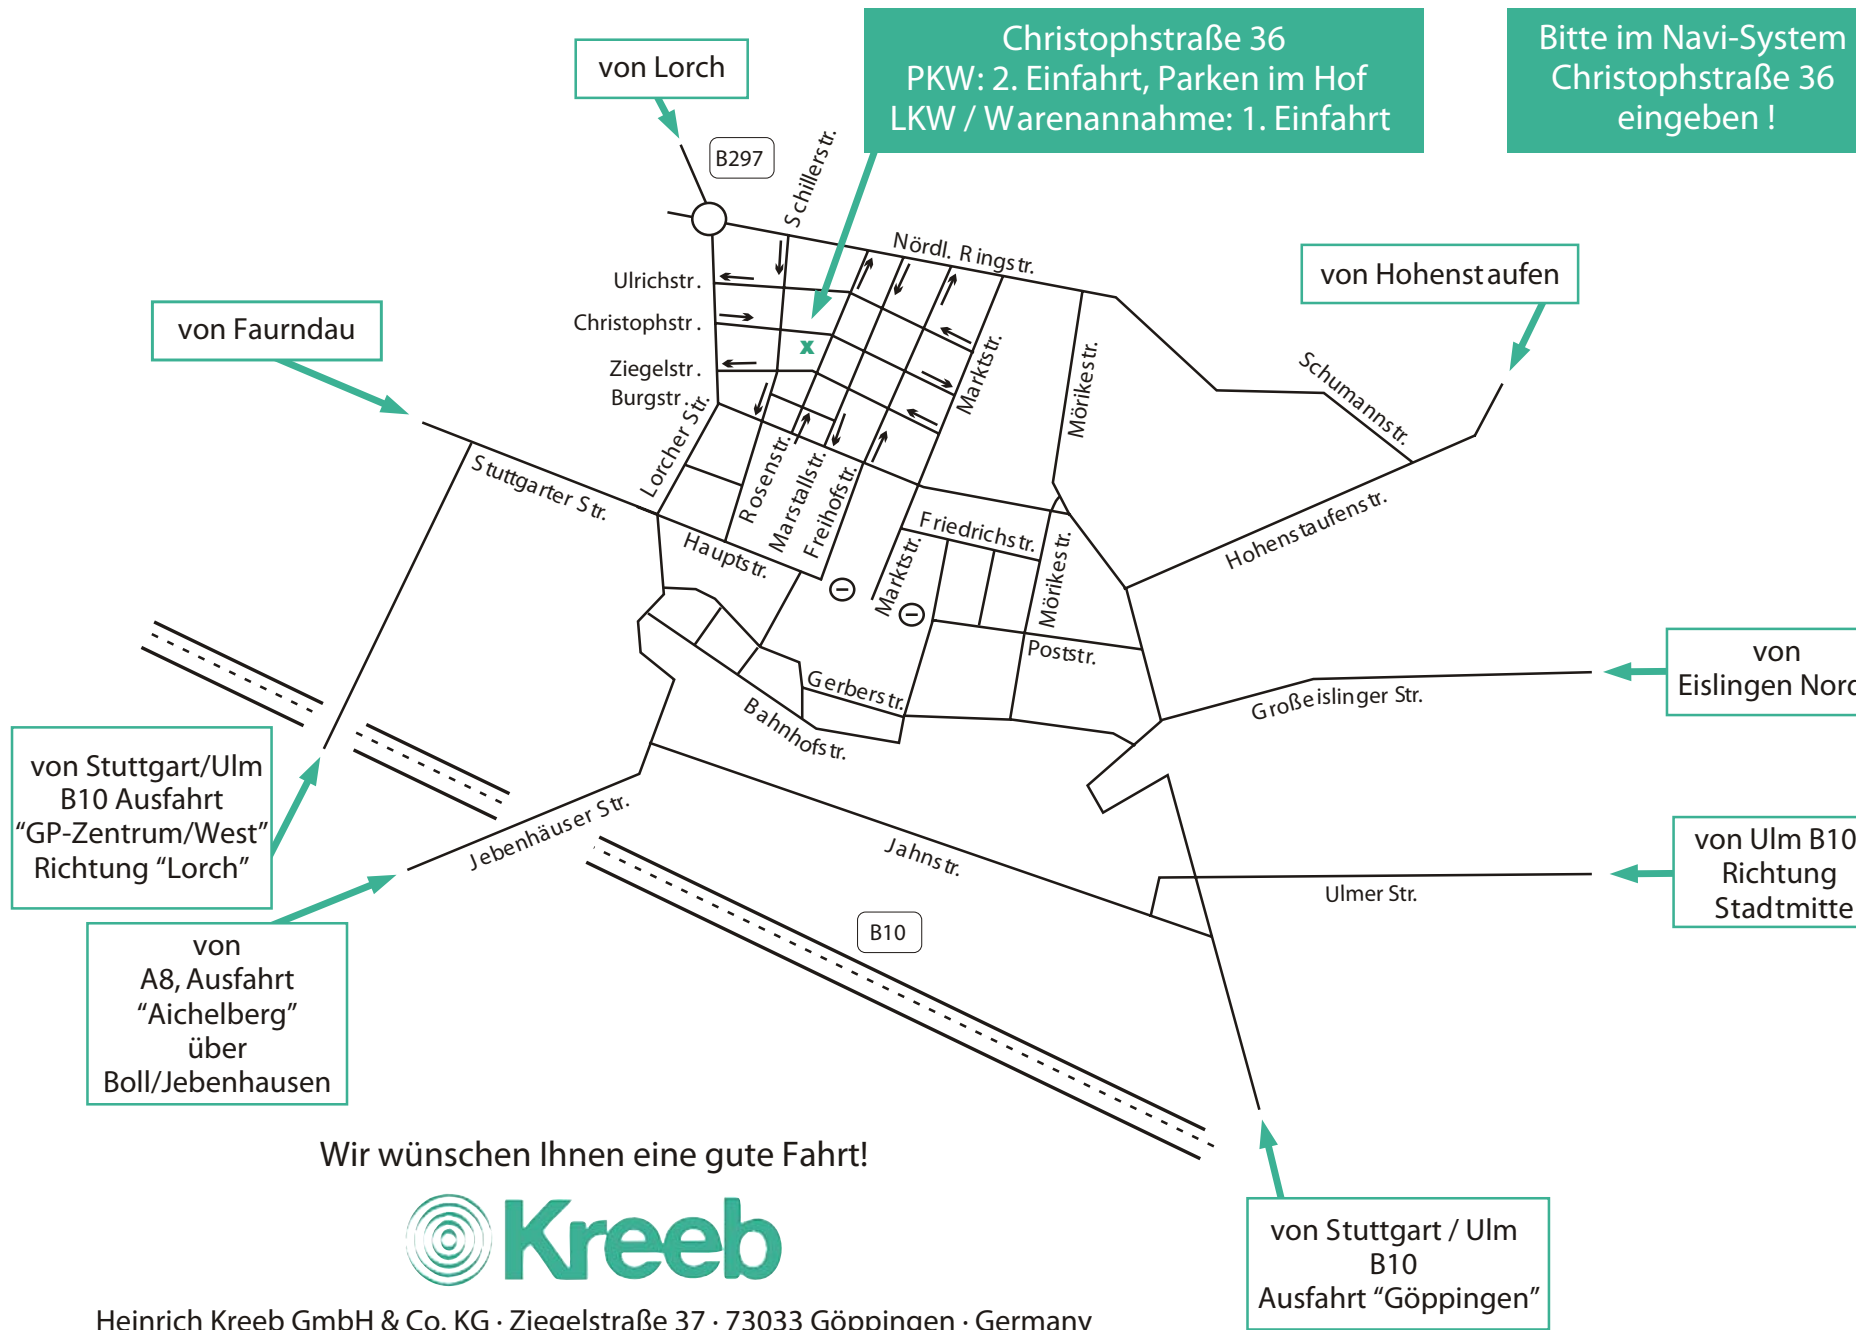 Christophstraße 36
PKW: 2. Einfahrt, Parken im Hof
LKW / Warenannahme: 1. Einfahrt
Bitte im Navi-System
Christophstraße 36
eingeben !
von Lorch
B297
Schillerstr.
Nördl. Ringstr.
von Hohenstaufen
Ulrichstr.
Christophstr.
x
Ziegelstr.
Burgstr.
von Faurndau
Lorcher Str.
Marktstr.
Mörikestr.
Schumannstr.
Stuttgarter Str.
Rosenstr.
Marstallstr.
Freihofstr.
Hauptstr.
Friedrichstr.
Marktstr.
Mörikestr.
Hohenstaufenstr.
Poststr.
von
Eislingen Nord
Gerberstr.
Großeislinger Str.
Bahnhofstr.
von Stuttgart/Ulm
B10 Ausfahrt
“GP-Zentrum/West”
Richtung “Lorch”
Jebenhäuser Str.
Jahnstr.
Ulmer Str.
von Ulm B10
Richtung
Stadtmitte
B10
von
A8, Ausfahrt
“Aichelberg”
über
Boll/Jebenhausen
Wir wünschen Ihnen eine gute Fahrt!
Kreeb
von Stuttgart / Ulm
B10
Ausfahrt “Göppingen”
Heinrich Kreeb GmbH & Co. KG · Ziegelstraße 37 · 73033 Göppingen · Germany